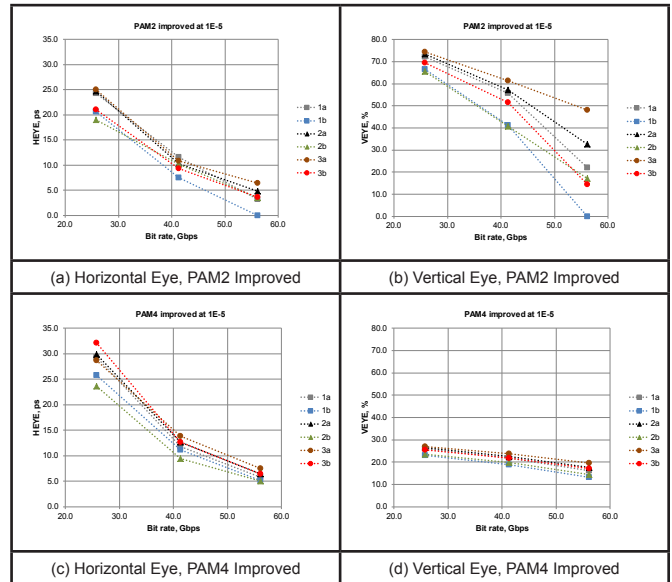 PAM2 improved at 1E-5
HEYE, ps
35.0
30.0
25.0
20.0
15.0
10.0
5.0
0.0
20.0 30.0 40.0 50.0 60.0
Bit rate, Gbps
1a
1b
2a
2b
3a
3b
(a) Horizontal Eye, PAM2 Improved
PAM2 improved at 1E-5
VEYE, %
80.0
70.0
60.0
50.0
40.0
30.0
20.0
10.0
0.0
20.0 30.0 40.0 50.0 60.0
Bit rate, Gbps
1a
1b
2a
2b
3a
3b
(b) Vertical Eye, PAM2 Improved
PAM4 improved at 1E-5
HEYE, ps
35.0
30.0
25.0
20.0
15.0
10.0
5.0
0.0
20.0 30.0 40.0 50.0 60.0
Bit rate, Gbps
1a
1b
2a
2b
3a
3b
(c) Horizontal Eye, PAM4 Improved
PAM4 improved at 1E-5
VEYE, %
80.0
70.0
60.0
50.0
40.0
30.0
20.0
10.0
0.0
20.0 30.0 40.0 50.0 60.0
Bit rate, Gbps
1a
1b
2a
2b
3a
3b
(d) Vertical Eye, PAM4 Improved